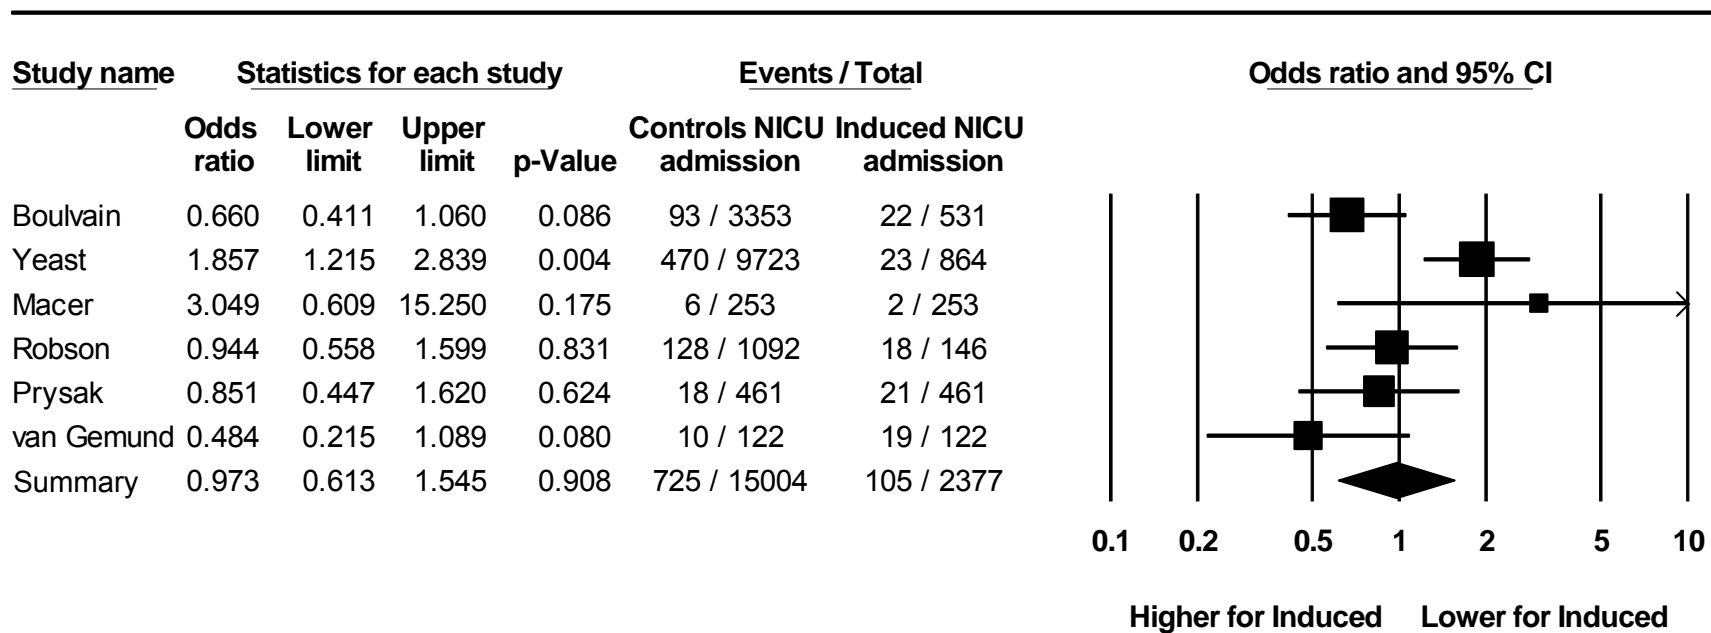 Study name Statistics for each study Events / Total Odds ratio and 95% CI
Odds ratio Lower limit Upper limit p-Value Controls NICU admission Induced NICU admission
Boulvain 0.660 0.411 1.060 0.086 93 / 3353 22 / 531
Yeast 1.857 1.215 2.839 0.004 470 / 9723 23 / 864
Macer 3.049 0.609 15.250 0.175 6 / 253 2 / 253
Robson 0.944 0.558 1.599 0.831 128 / 1092 18 / 146
Prysak 0.851 0.447 1.620 0.624 18 / 461 21 / 461
van Gemund 0.484 0.215 1.089 0.080 10 / 122 19 / 122
Summary 0.973 0.613 1.545 0.908 725 / 15004 105 / 2377
0.1 0.2 0.5 1 2 5 10
Higher for Induced Lower for Induced